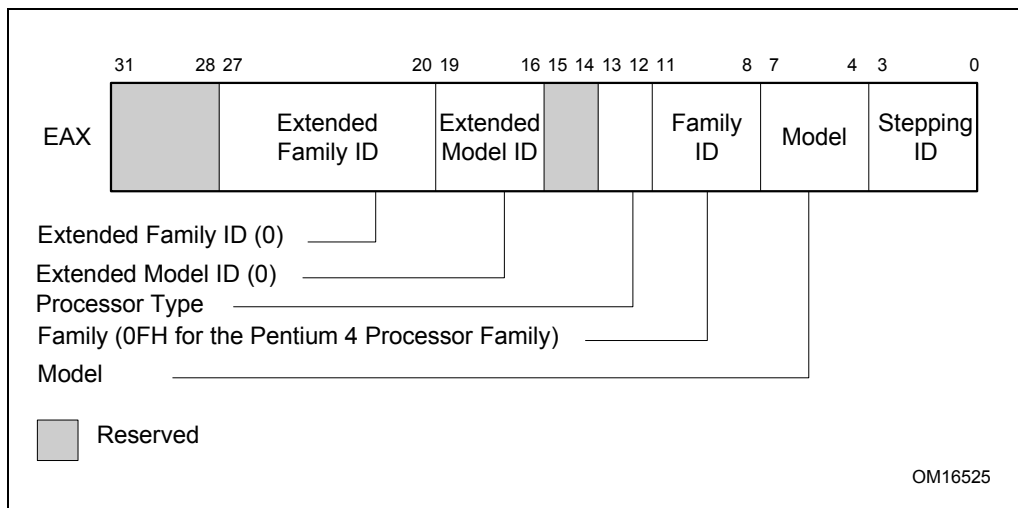 31 28 27 20 19 16 15 14 13 12 11 8 7 4 3 0
EAX
Extended
Family ID
Extended
Model ID
Family
ID
Model
Stepping
ID
Extended Family ID (0)
Extended Model ID (0)
Processor Type
Family (0FH for the Pentium 4 Processor Family)
Model
Reserved
OM16525